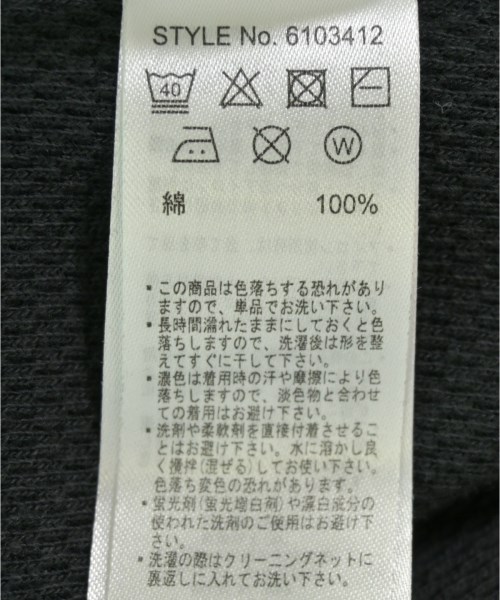 STYLE No. 6103412
40
W
綿 100%
・この商品は色落ちする恐れがあり
ますので、単品でお洗い下さい。
・長時間濡れたままにしておくと色
落ちしますので、洗濯後は形を整
えてすぐに干して下さい。
・濃色は着用時の汗や摩擦により色
落ちしますので、淡色物と合わせ
ての着用はお避け下さい。
・洗剤や柔軟剤を直接付着させるこ
とはお避け下さい。水に溶かし良
く攪拌(混ぜる)してお使い下さい。
色落ち変色の恐れがあります。
・蛍光剤(蛍光増白剤)や漂白成分の
使われた洗剤のご使用はお避け下
さい。
・洗濯の際はクリーニングネットに
裏返しに入れてお洗い下さい。